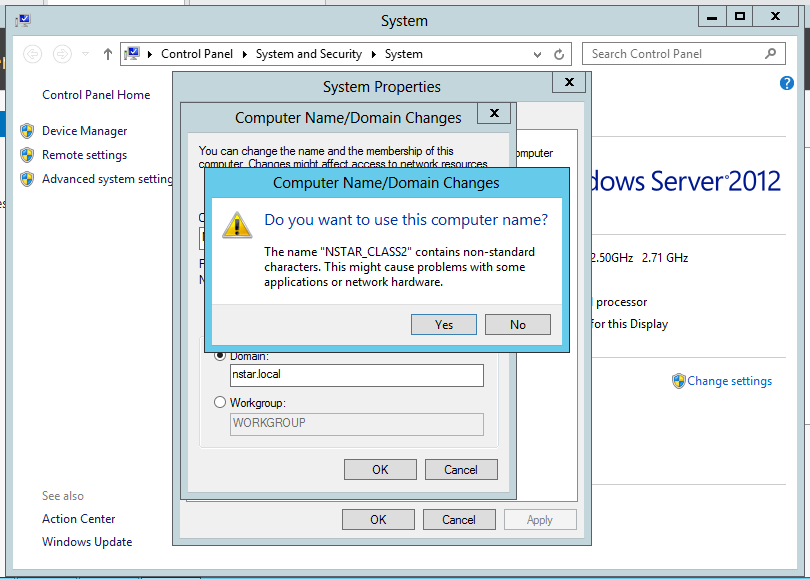 System
Control Panel
System and Security
System
Search Control Panel
Control Panel Home
Device Manager
Remote settings
Advanced system setting
See also
Action Center
Windows Update
System Properties
Computer Name/Domain Changes
You can change the name and the membership of this
computer. Changes might affect access to network resources.
Computer Name/Domain Changes
Do you want to use this computer name?
The name "NSTAR_CLASS2" contains non-standard
characters. This might cause problems with some
applications or network hardware.
Yes
No
Domain:
nstar.local
Workgroup:
WORKGROUP
OK
Cancel
OK
Cancel
Apply
omputer
dows Server 2012
2.50GHz 2.71 GHz
processor
for this Display
Change settings